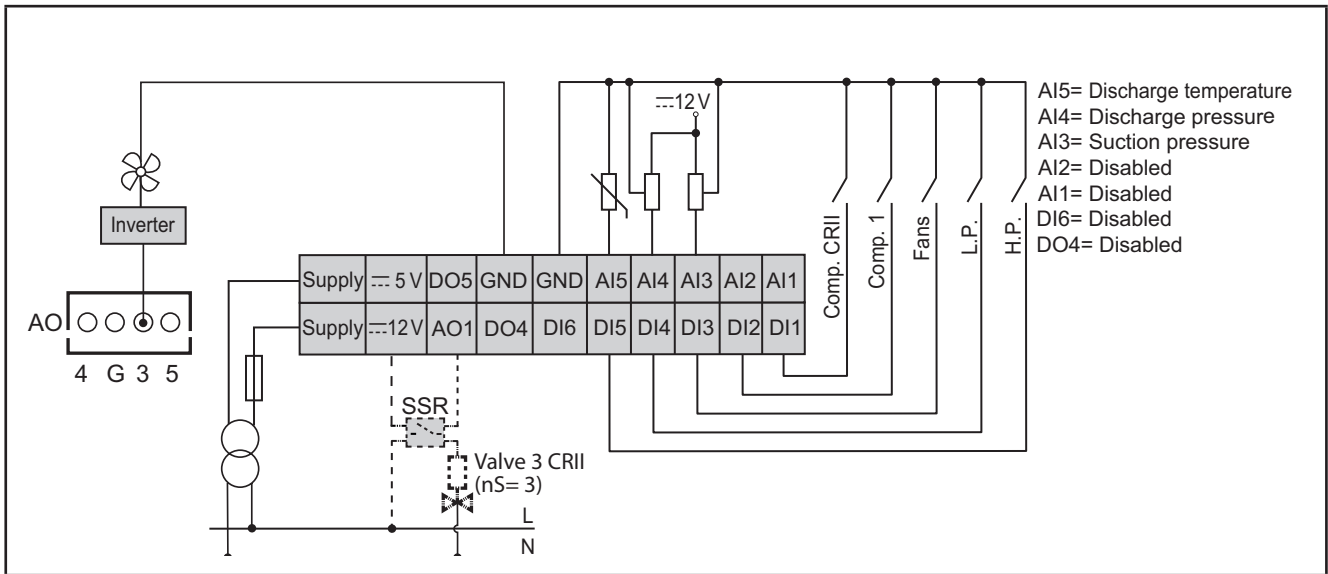 12 V
AI5= Discharge temperature
AI4= Discharge pressure
AI3= Suction pressure
AI2= Disabled
AI1= Disabled
DI6= Disabled
DO4= Disabled
Inverter
Comp. CRII
Comp. 1
Fans
L.P.
H.P.
Supply 5 V DO5 GND GND AI5 AI4 AI3 AI2 AI1
Supply 12 V AO1 DO4 DI6 DI5 DI4 DI3 DI2 DI1
AO
4 G 3 5
SSR
Valve 3 CRII
(nS= 3)
L
N